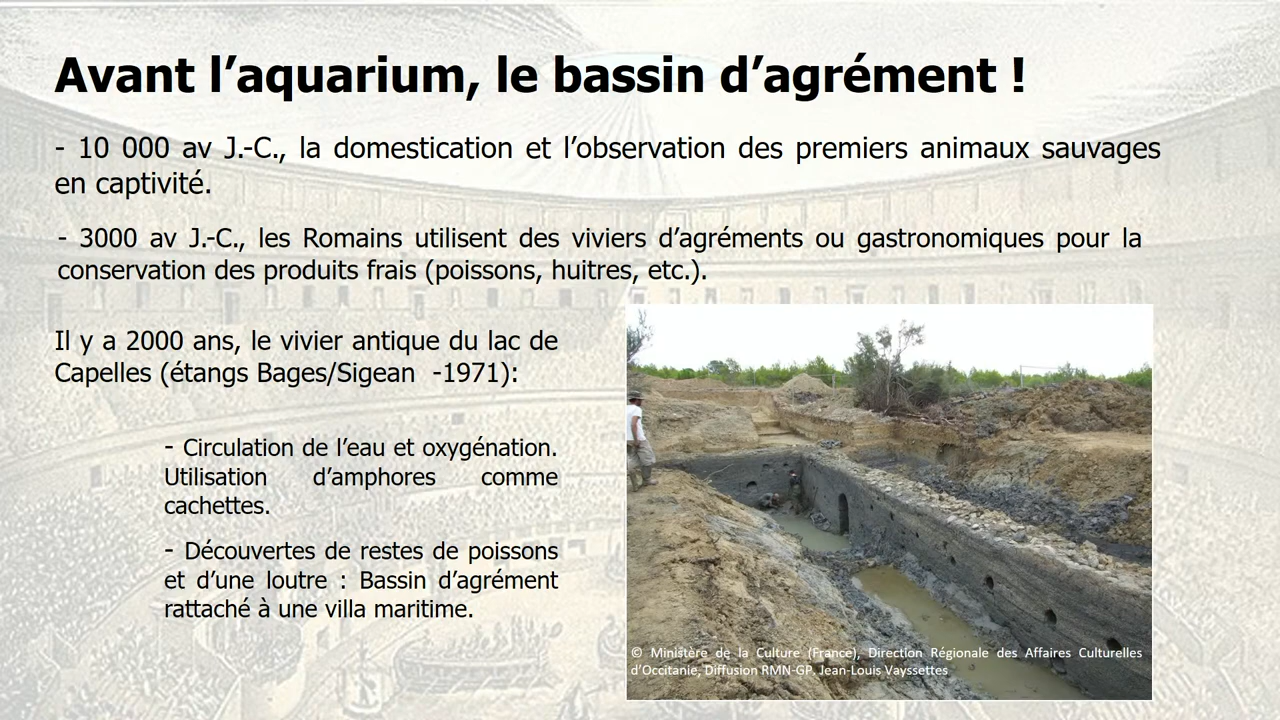 Avant l’aquarium, le bassin d’agrément !
- 10 000 av J.-C., la domestication et l’observation des premiers animaux sauvages
en captivité.
- 3000 av J.-C., les Romains utilisent des viviers d’agréments ou gastronomiques pour la
conservation des produits frais (poissons, huitres, etc.).
Il y a 2000 ans, le vivier antique du lac de
Capelles (étangs Bages/Sigean -1971):
- Circulation de l’eau et oxygénation.
Utilisation d’amphores comme
cachettes.
- Découvertes de restes de poissons
et d’une loutre : Bassin d’agrément
rattaché à une villa maritime.
© Ministère de la Culture (France), Direction Régionale des Affaires Culturelles
d’Occitanie, Diffusion RMN-GP. Jean-Louis Vayssettes